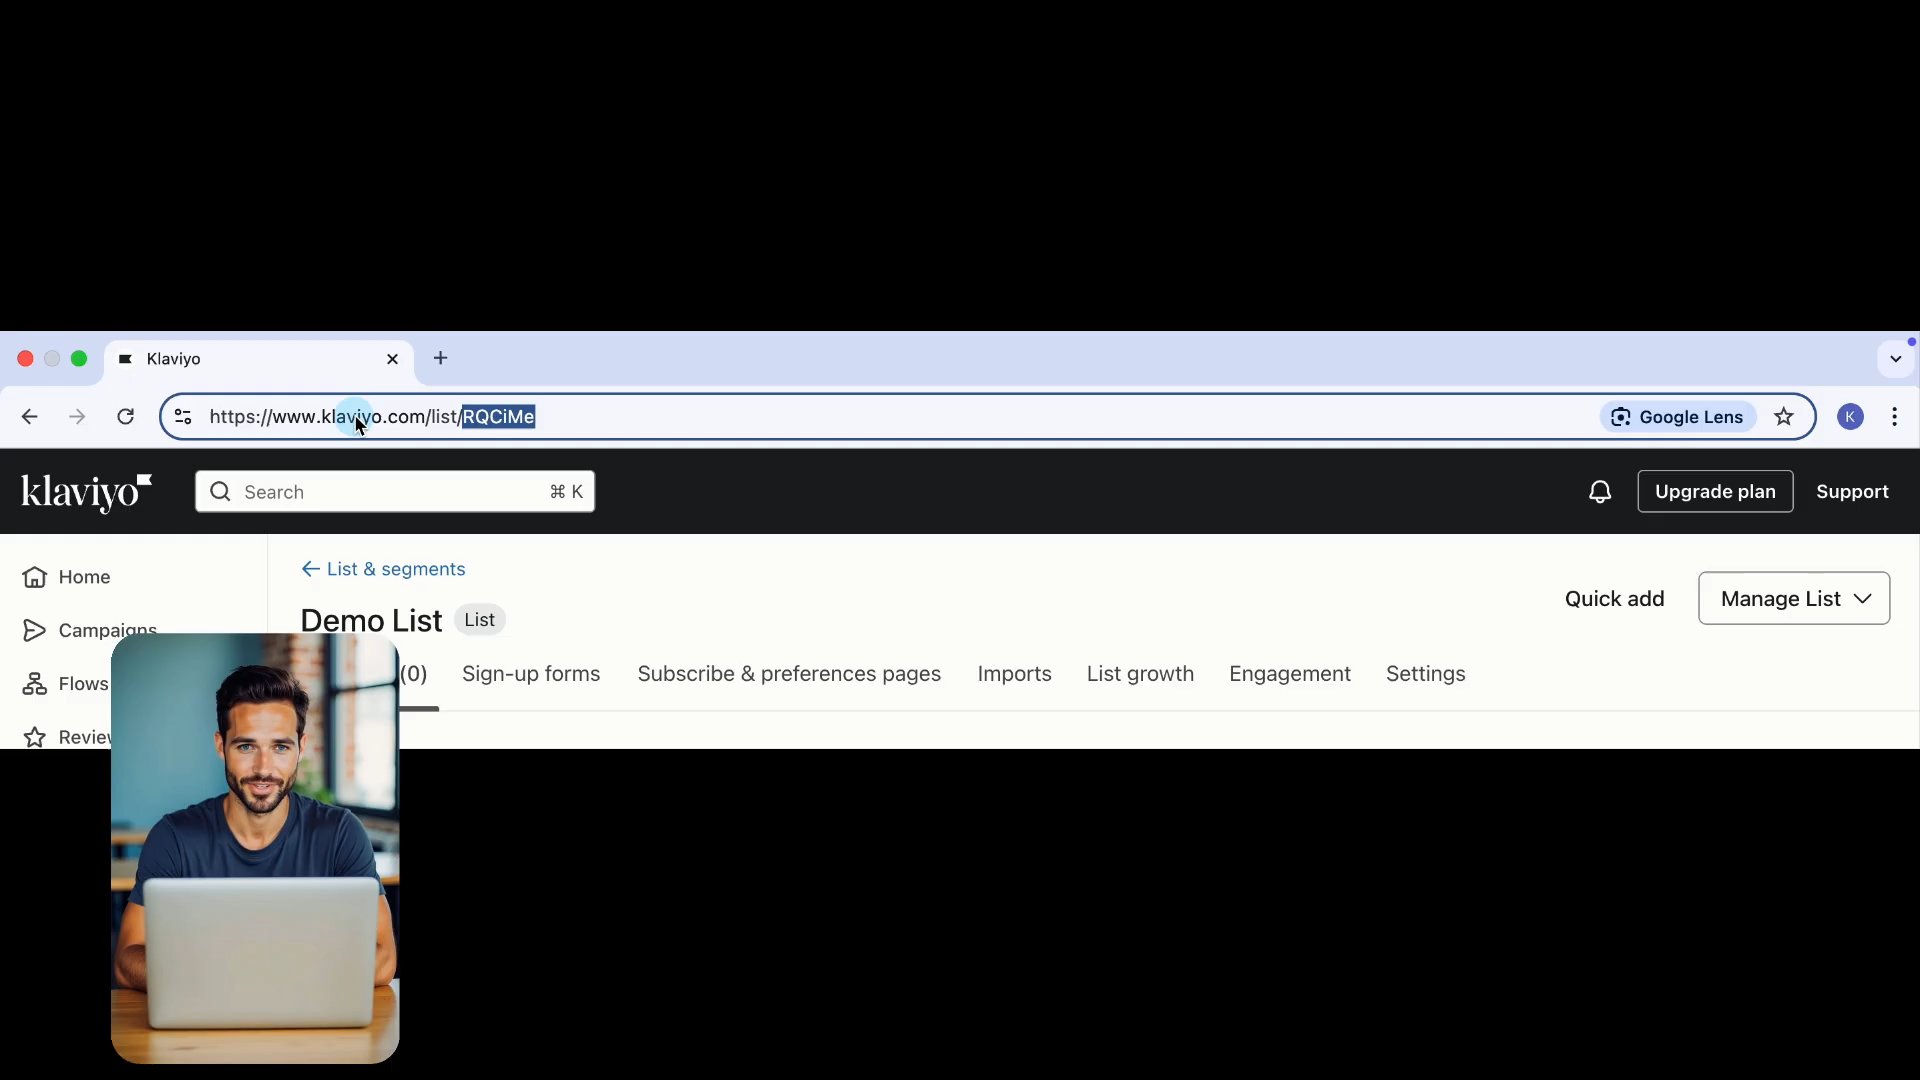 Klaviyo
https://www.klaviyo.com/list/RQCiMe
Google Lens
K
klaviyo
Search
⌘ K
Upgrade plan
Support
Home
Campaigns
Flows
← List & segments
Demo List
List
Quick add
Manage List
(0)
Sign-up forms
Subscribe & preferences pages
Imports
List growth
Engagement
Settings